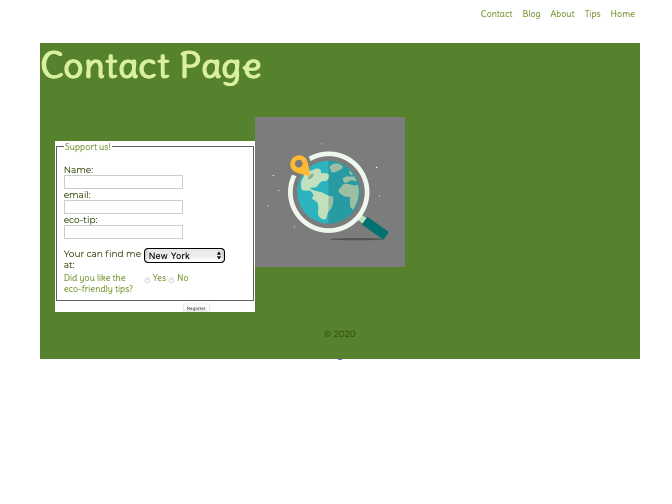 Contact Blog About Tips Home
Contact Page
Support us!
Name:
email:
eco-tip:
Your can find me at:
New York
Did you like the eco-friendly tips?
Yes No
Register
© 2020